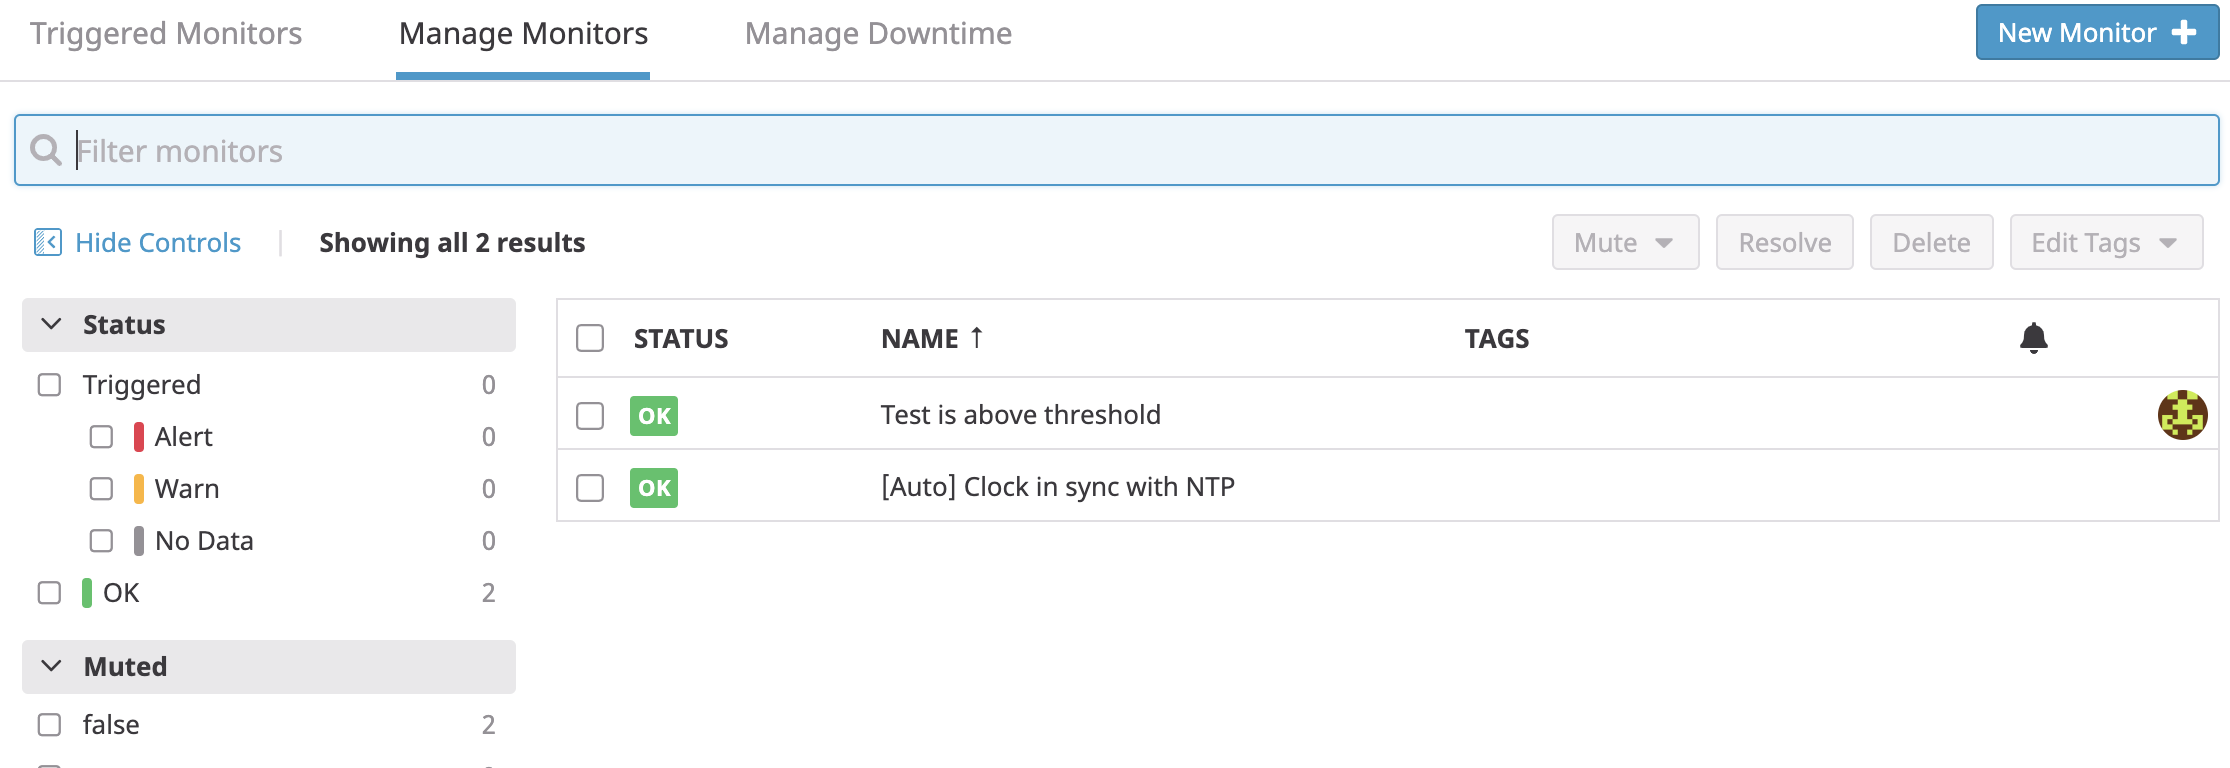 Triggered Monitors Manage Monitors Manage Downtime New Monitor
Filter monitors
Hide Controls Showing all 2 results Mute Resolve Delete Edit Tags
Status
Triggered 0
Alert 0
Warn 0
No Data 0
OK 2
Muted
false 2
STATUS NAME ↑ TAGS
OK Test is above threshold
OK [Auto] Clock in sync with NTP